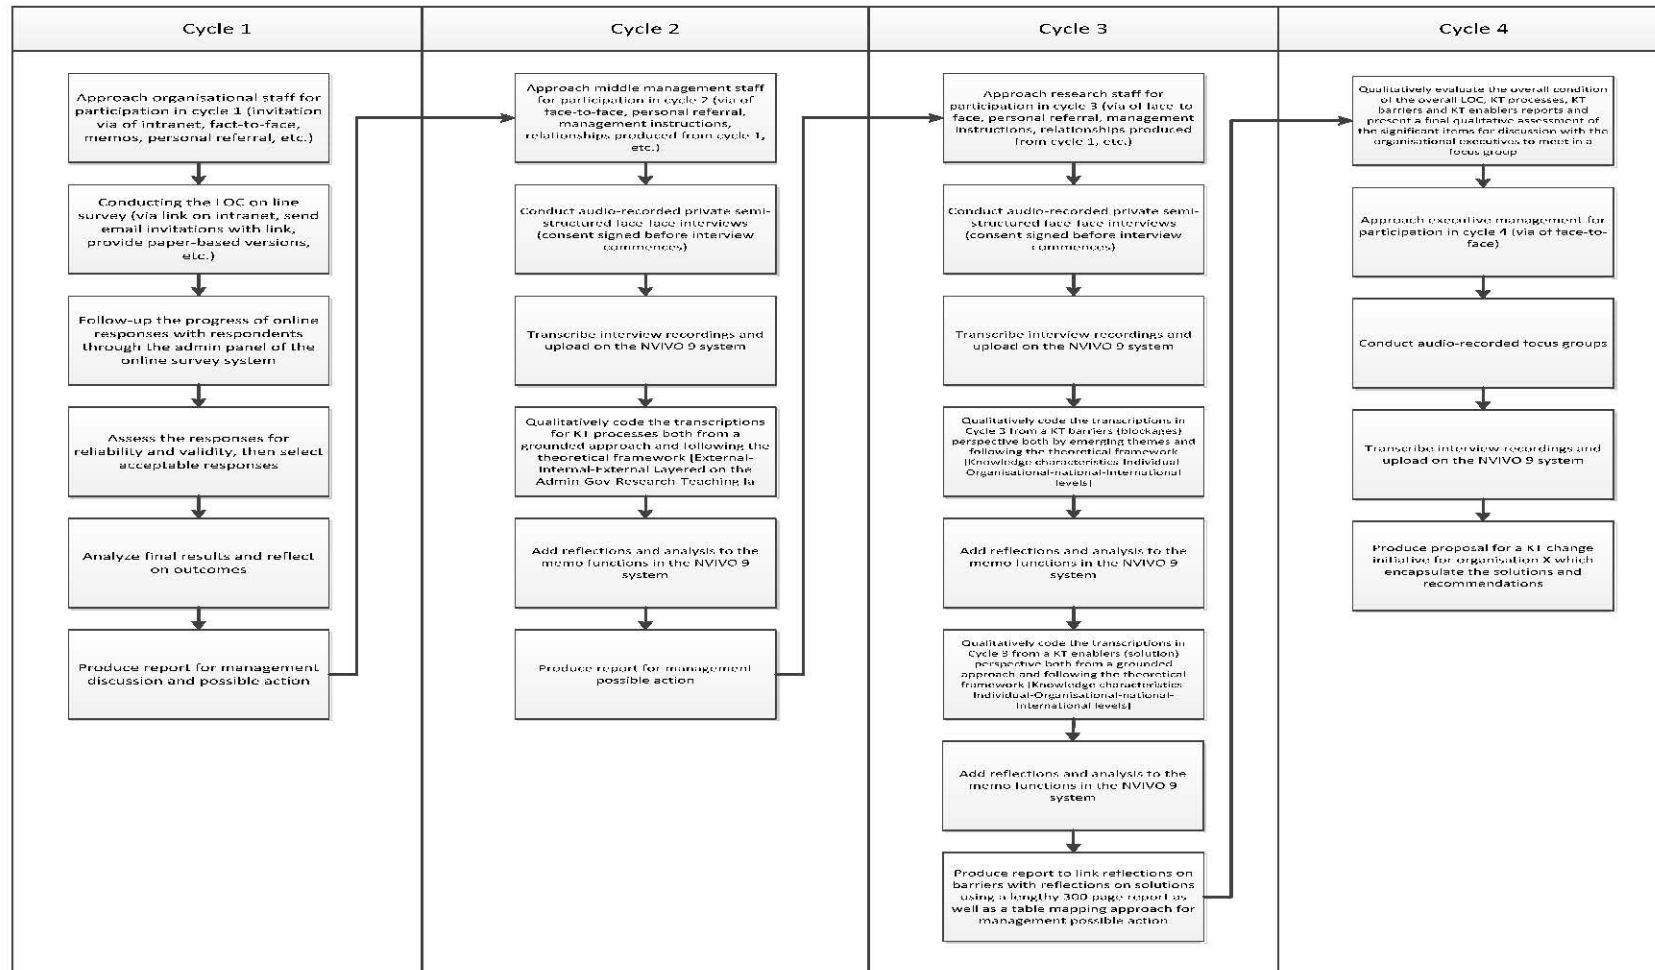 Cycle 1
Approach organisational staff for
participation in cycle 1 (invitation
via of intranet, fact-to-face,
memos, personal referral, etc.)
Conducting the LOC on line
survey (via link on intranet, send
email invitations with link,
provide paper-based versions,
etc.)
Follow-up the progress of online
responses with respondents
through the admin panel of the
online survey system
Assess the responses for
reliability and validity, then select
acceptable responses
Analyze final results and reflect
on outcomes
Produce report for management
discussion and possible action
Cycle 2
Approach middle management staff
for participation in cycle 2 (via of
face-to-face, personal referral,
management instructions,
relationships produced from cycle 1,
etc.)
Conduct audio-recorded private semi-
structured face-face interviews
(consent signed before interview
commences)
Transcribe interview recordings and
upload on the NVIVO 9 system
Qualitatively code the transcriptions
for KT processes both from a
grounded approach and following the
theoretical framework [External-
Internal-External Layered on the
Admin Gov Research Teaching la
Add reflections and analysis to the
memo functions in the NVIVO 9
system
Produce report for management
possible action
Cycle 3
Approach research staff for
participation in cycle 3 (via of face-to-
face, personal referral, management
instructions, relationships produced
from cycle 1, etc.)
Conduct audio-recorded private semi-
structured face-face interviews
(consent signed before interview
commences)
Transcribe interview recordings and
upload on the NVIVO 9 system
Qualitatively code the transcriptions in
Cycle 3 from a KT barriers (blockages)
perspective both by emerging themes and
following the theoretical framework
[Knowledge characteristics-Individual
Organisational-national-International
levels]
Add reflections and analysis to the
memo functions in the NVIVO 9
system
Qualitatively code the transcriptions in
Cycle 3 from a KT enablers (solution)
perspective both from a grounded
approach and following the theoretical
framework [Knowledge characteristics
Individual-Organisational-national-
International levels]
Add reflections and analysis to the
memo functions in the NVIVO 9
system
Produce report to link reflections on
barriers with reflections on solutions
using a lengthy 300 page report as
well as a table mapping approach for
management possible action
Cycle 4
Qualitatively evaluate the overall condition
of the overall LOC, KT processes, KT
barriers and KT enablers reports and
present a final qualitative assessment of
the significant items for discussion with the
organisational executives to meet in a
focus group
Approach executive management for
participation in cycle 4 (via of face-to-
face)
Conduct audio-recorded focus groups
Transcribe interview recordings and
upload on the NVIVO 9 system
Produce proposal for a KT change
initiative for organisation X which
encapsulate the solutions and
recommendations